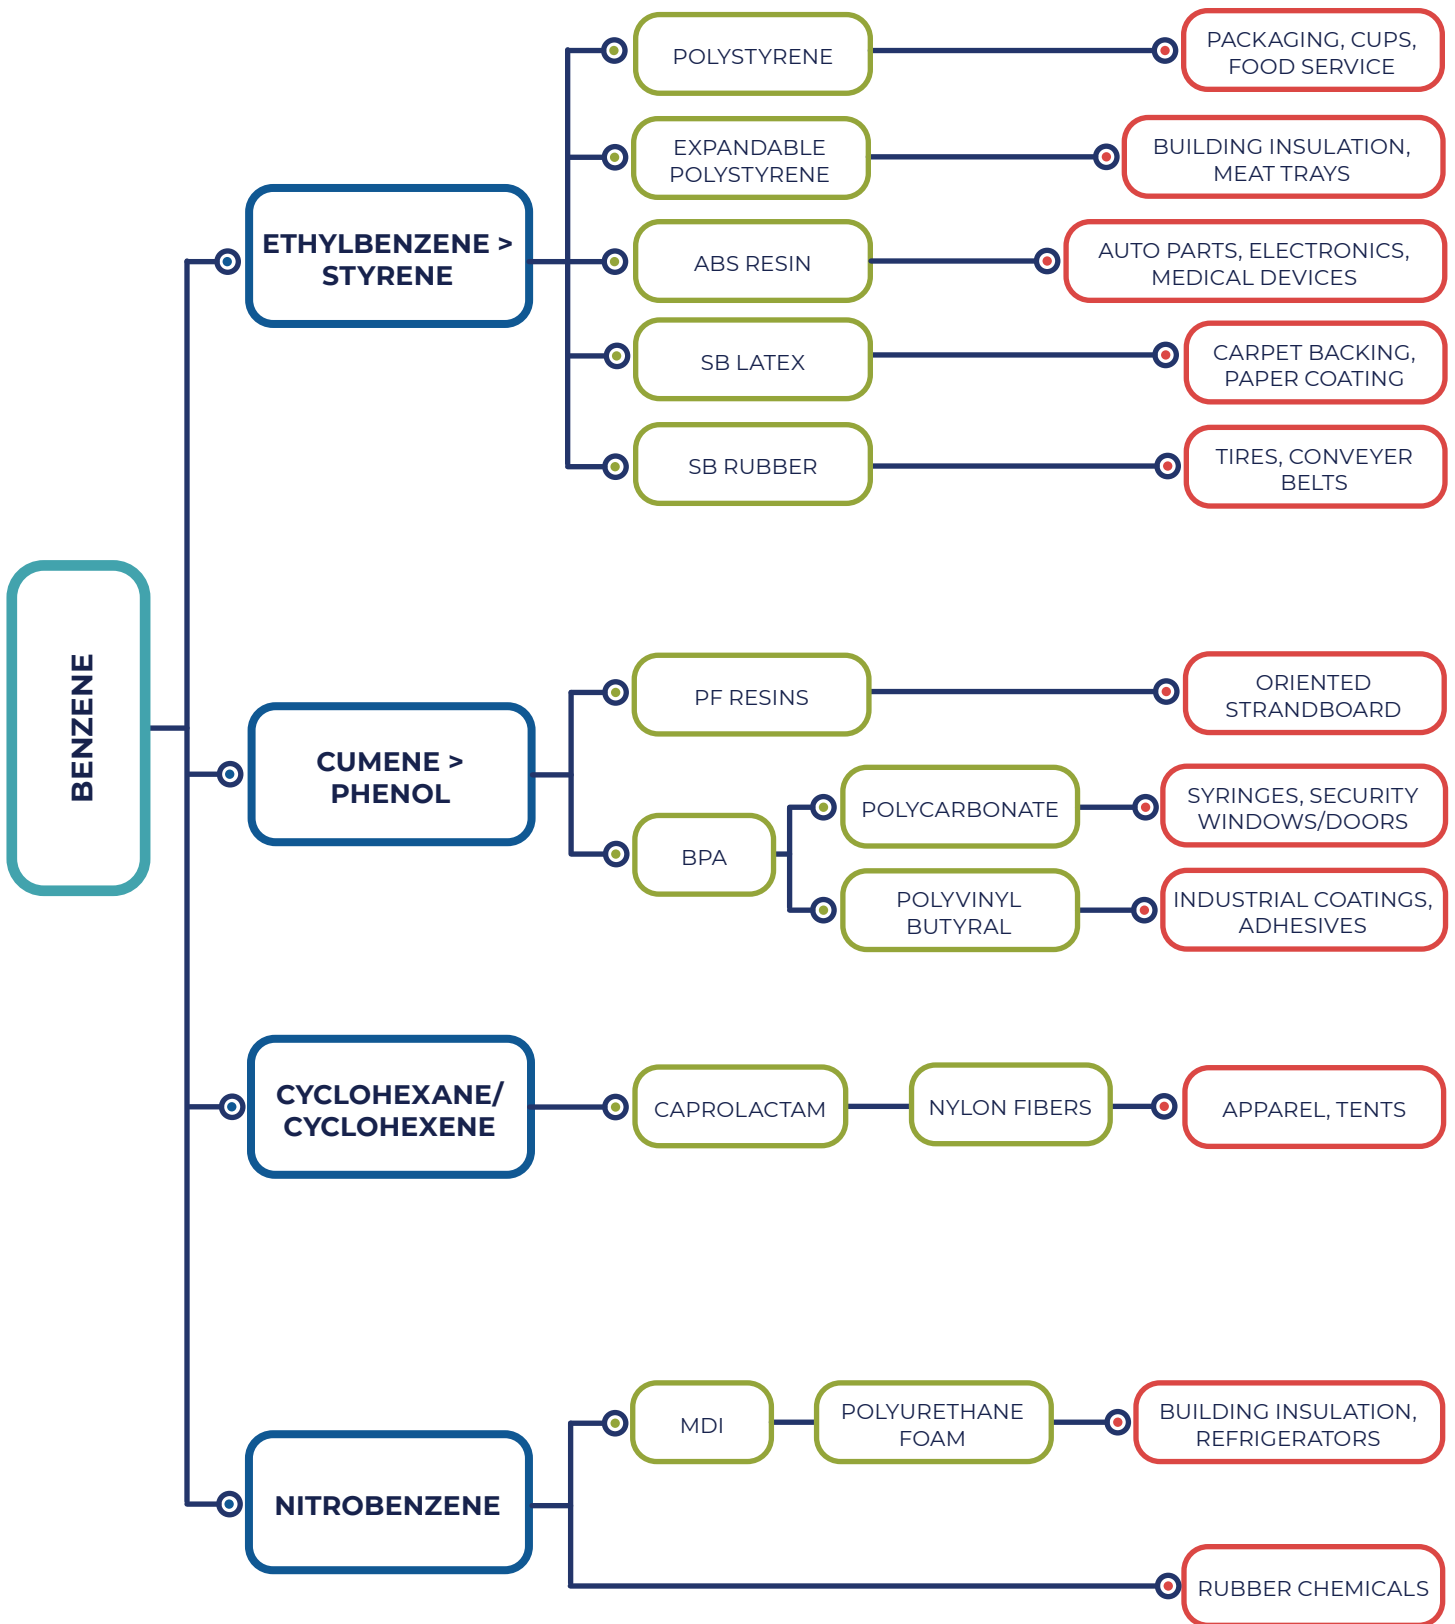 BENZENE
ETHYLBENZENE >
STYRENE
POLYSTYRENE
PACKAGING, CUPS,
FOOD SERVICE
EXPANDABLE
POLYSTYRENE
BUILDING INSULATION,
MEAT TRAYS
ABS RESIN
AUTO PARTS, ELECTRONICS,
MEDICAL DEVICES
SB LATEX
CARPET BACKING,
PAPER COATING
SB RUBBER
TIRES, CONVEYER
BELTS
CUMENE >
PHENOL
PF RESINS
ORIENTED
STRANDBOARD
BPA
POLYCARBONATE
SYRINGES, SECURITY
WINDOWS/DOORS
POLYVINYL
BUTYRAL
INDUSTRIAL COATINGS,
ADHESIVES
CYCLOHEXANE/
CYCLOHEXENE
CAPROLACTAM
NYLON FIBERS
APPAREL, TENTS
NITROBENZENE
MDI
POLYURETHANE
FOAM
BUILDING INSULATION,
REFRIGERATORS
RUBBER CHEMICALS